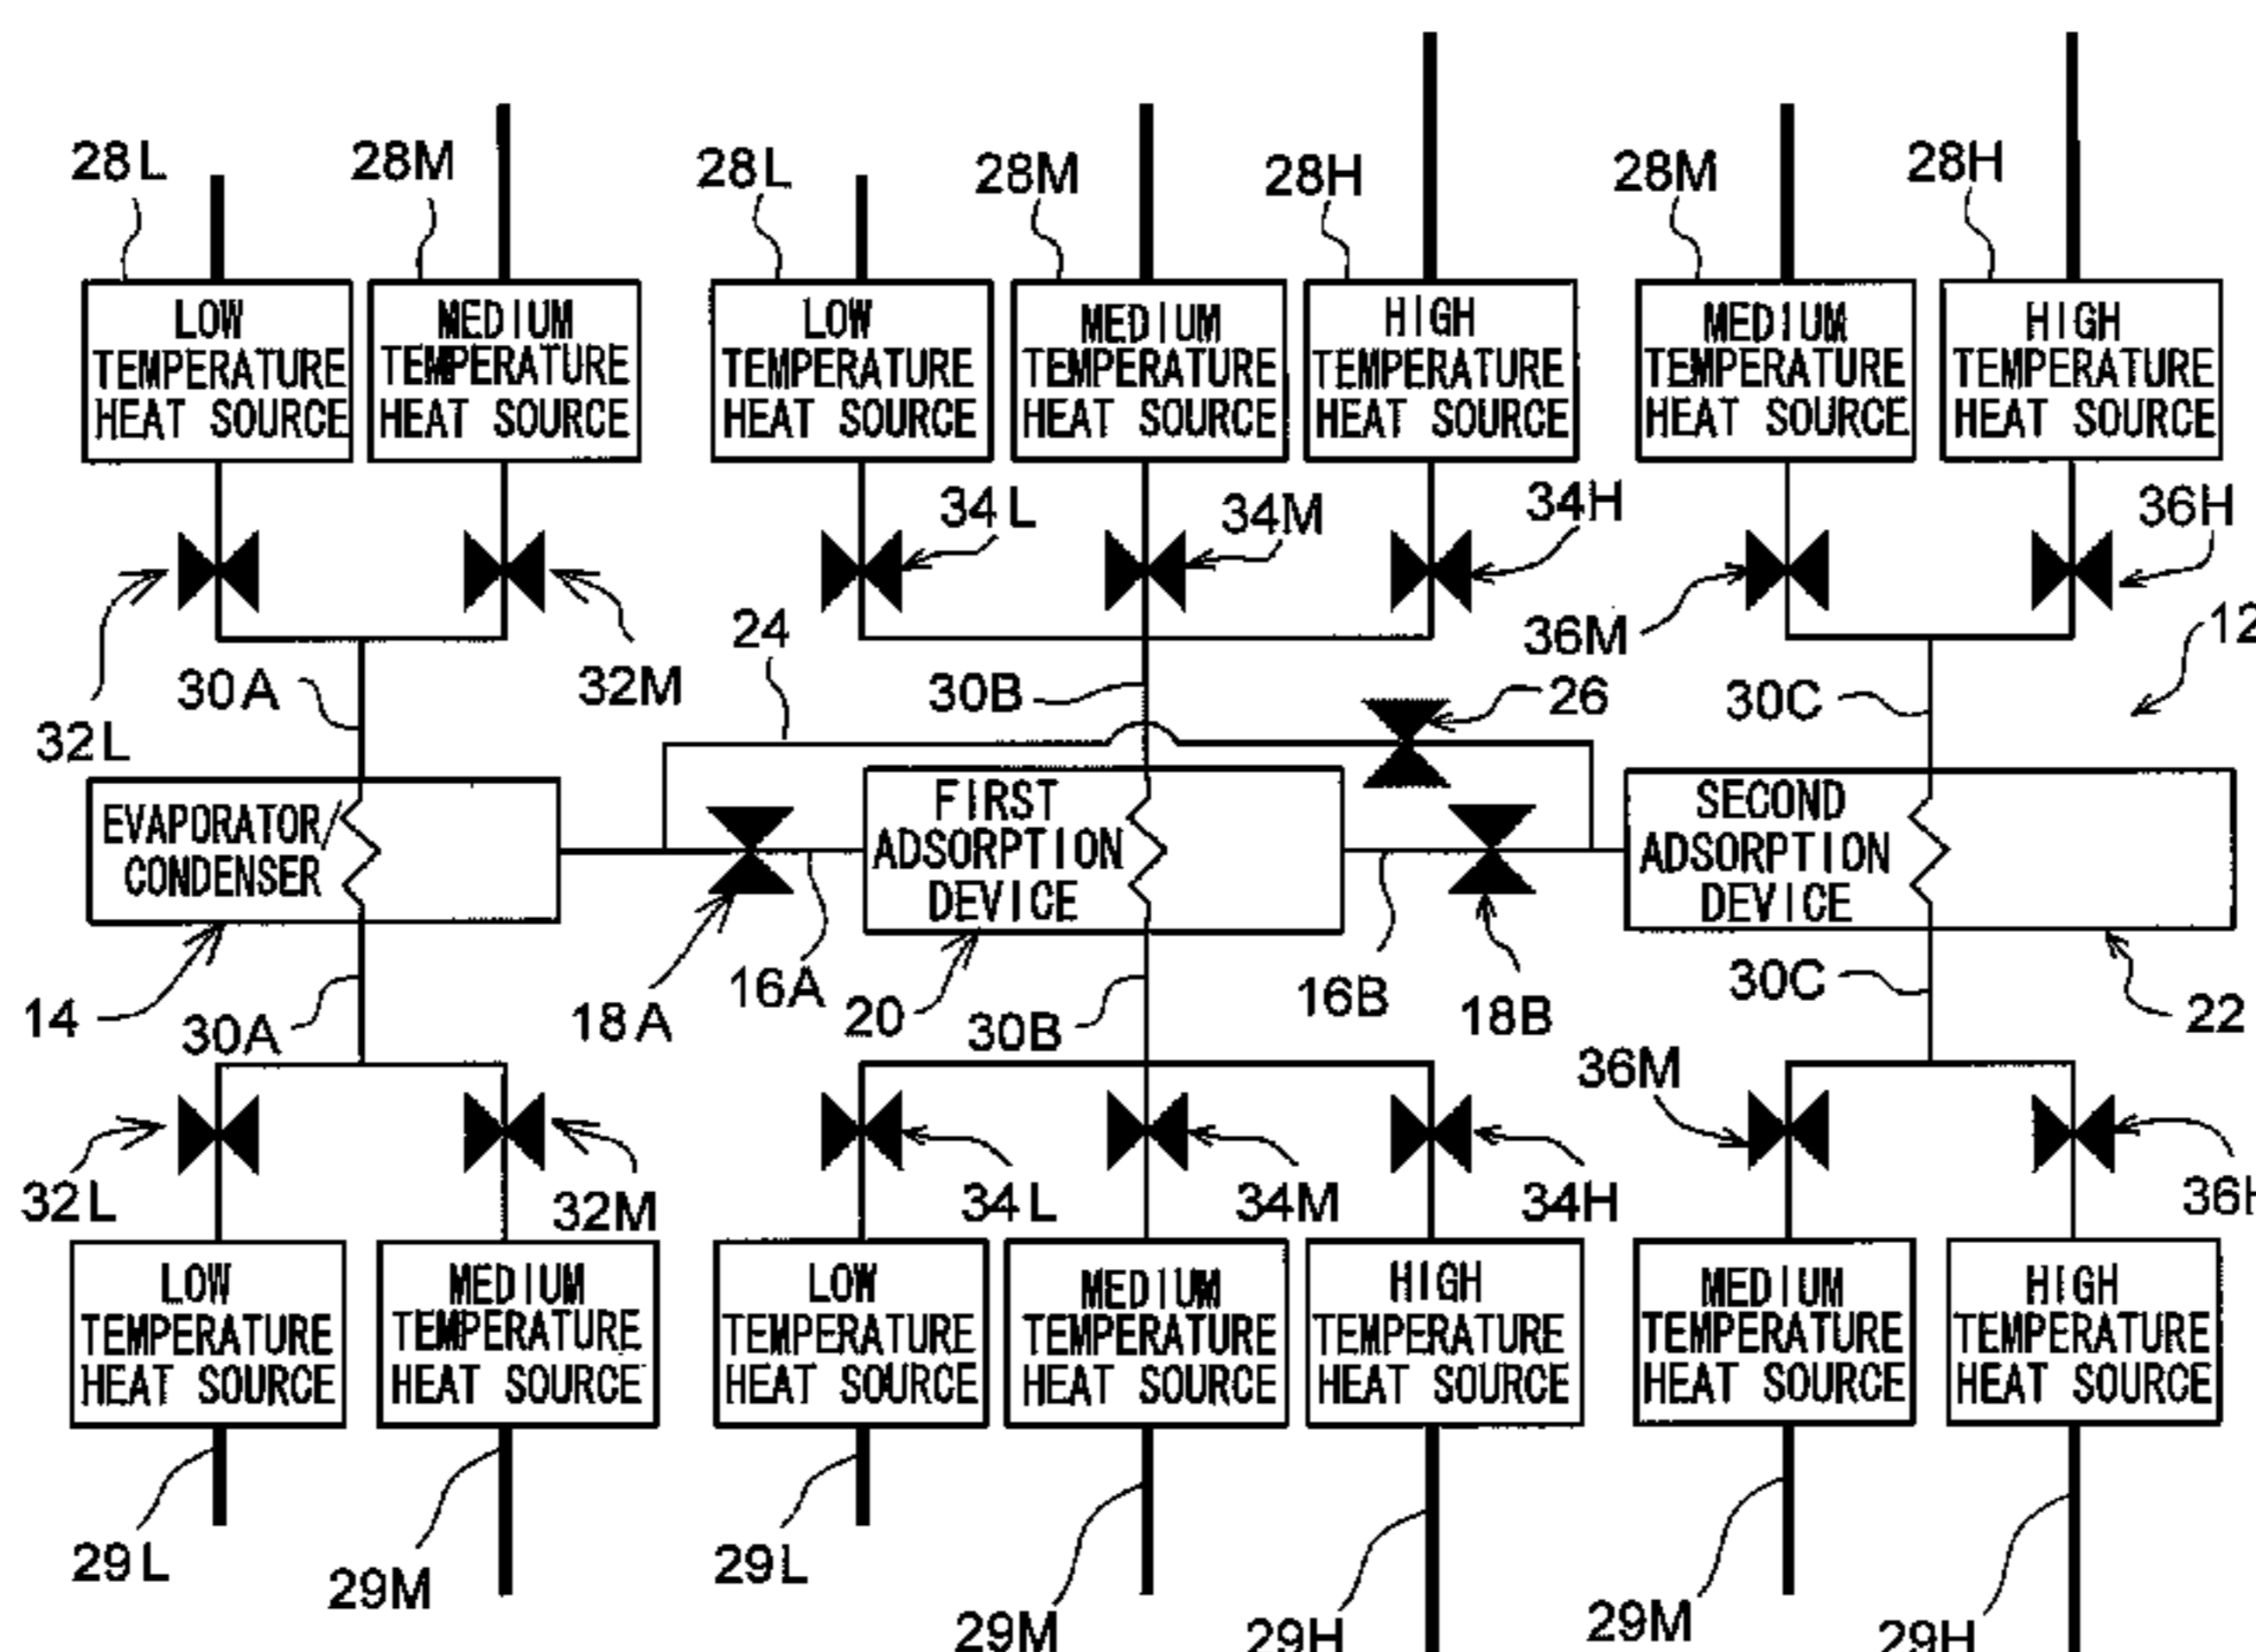 28L
28M
28L
28M
28H
28M
28H
LOW
TEMPERATURE
HEAT SOURCE
MEDIUM
TEMPERATURE
HEAT SOURCE
LOW
TEMPERATURE
HEAT SOURCE
MEDIUM
TEMPERATURE
HEAT SOURCE
HIGH
TEMPERATURE
HEAT SOURCE
MEDIUM
TEMPERATURE
HEAT SOURCE
HIGH
TEMPERATURE
HEAT SOURCE
34L
34M
34H
36H
32L
30A
32M
24
30B
36M
26
30C
12
EVAPORATOR/
CONDENSER
FIRST
ADSORPTION
DEVICE
SECOND
ADSORPTION
DEVICE
14
30A
18A
16A
20
30B
16B
18B
30C
22
36M
32L
32M
34L
34M
34H
36H
LOW
TEMPERATURE
HEAT SOURCE
MEDIUM
TEMPERATURE
HEAT SOURCE
LOW
TEMPERATURE
HEAT SOURCE
MEDIUM
TEMPERATURE
HEAT SOURCE
HIGH
TEMPERATURE
HEAT SOURCE
MEDIUM
TEMPERATURE
HEAT SOURCE
HIGH
TEMPERATURE
HEAT SOURCE
29L
29M
29L
29M
29H
29M
29H